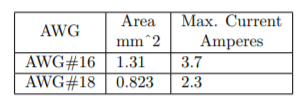 AWG Area Max. Current
mm^2 Amperes
AWG#16 1.31 3.7
AWG#18 0.823 2.3